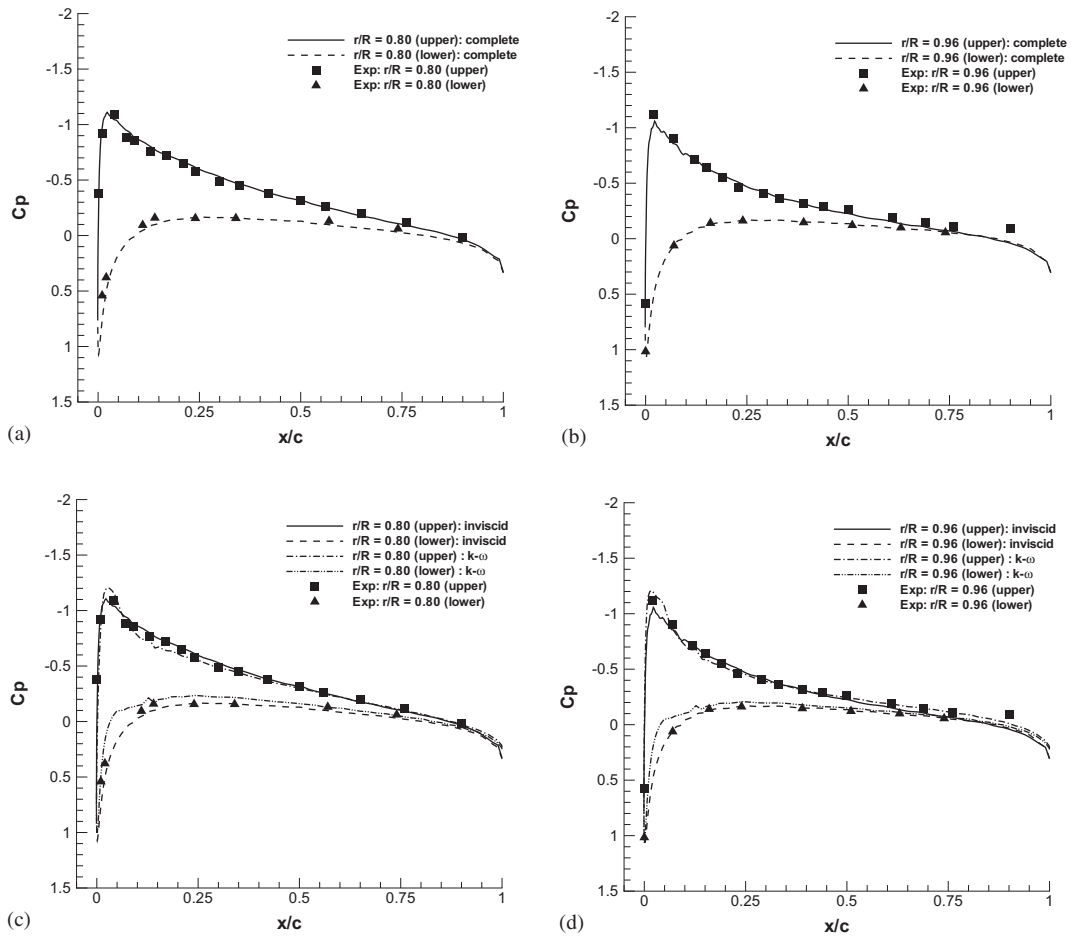 r/R = 0.80 (upper): complete
r/R = 0.80 (lower): complete
Exp: r/R = 0.80 (upper)
Exp: r/R = 0.80 (lower)
-2
-1.5
-1
-0.5
0
0.5
1
1.5
Cp
0
0.25
0.5
0.75
1
x/c
(a)
r/R = 0.96 (upper): complete
r/R = 0.96 (lower): complete
Exp: r/R = 0.96 (upper)
Exp: r/R = 0.96 (lower)
-2
-1.5
-1
-0.5
0
0.5
1
1.5
Cp
0
0.25
0.5
0.75
1
x/c
(b)
r/R = 0.80 (upper): inviscid
r/R = 0.80 (lower): inviscid
r/R = 0.80 (upper) : k-ω
r/R = 0.80 (lower) : k-ω
Exp: r/R = 0.80 (upper)
Exp: r/R = 0.80 (lower)
-2
-1.5
-1
-0.5
0
0.5
1
1.5
Cp
0
0.25
0.5
0.75
1
x/c
(c)
r/R = 0.96 (upper): inviscid
r/R = 0.96 (lower): inviscid
r/R = 0.96 (upper) : k-ω
r/R = 0.96 (lower) : k-ω
Exp: r/R = 0.96 (upper)
Exp: r/R = 0.96 (lower)
-2
-1.5
-1
-0.5
0
0.5
1
1.5
Cp
0
0.25
0.5
0.75
1
x/c
(d)